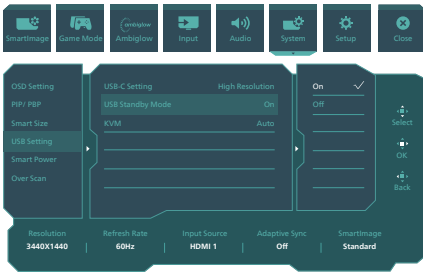 SmartImage
Game Mode
ambiglow
Ambiglow
Input
Audio
System
Setup
Close
OSD Setting
PIP/ PBP
Smart Size
USB Setting
Smart Power
Over Scan
USB-C Setting High Resolution
USB Standby Mode On
KVM Auto
On
Off
Select
OK
Back
Resolution Refresh Rate Input Source Adaptive Sync SmartImage
3440X1440 | 60Hz | HDMI 1 | Off | Standard